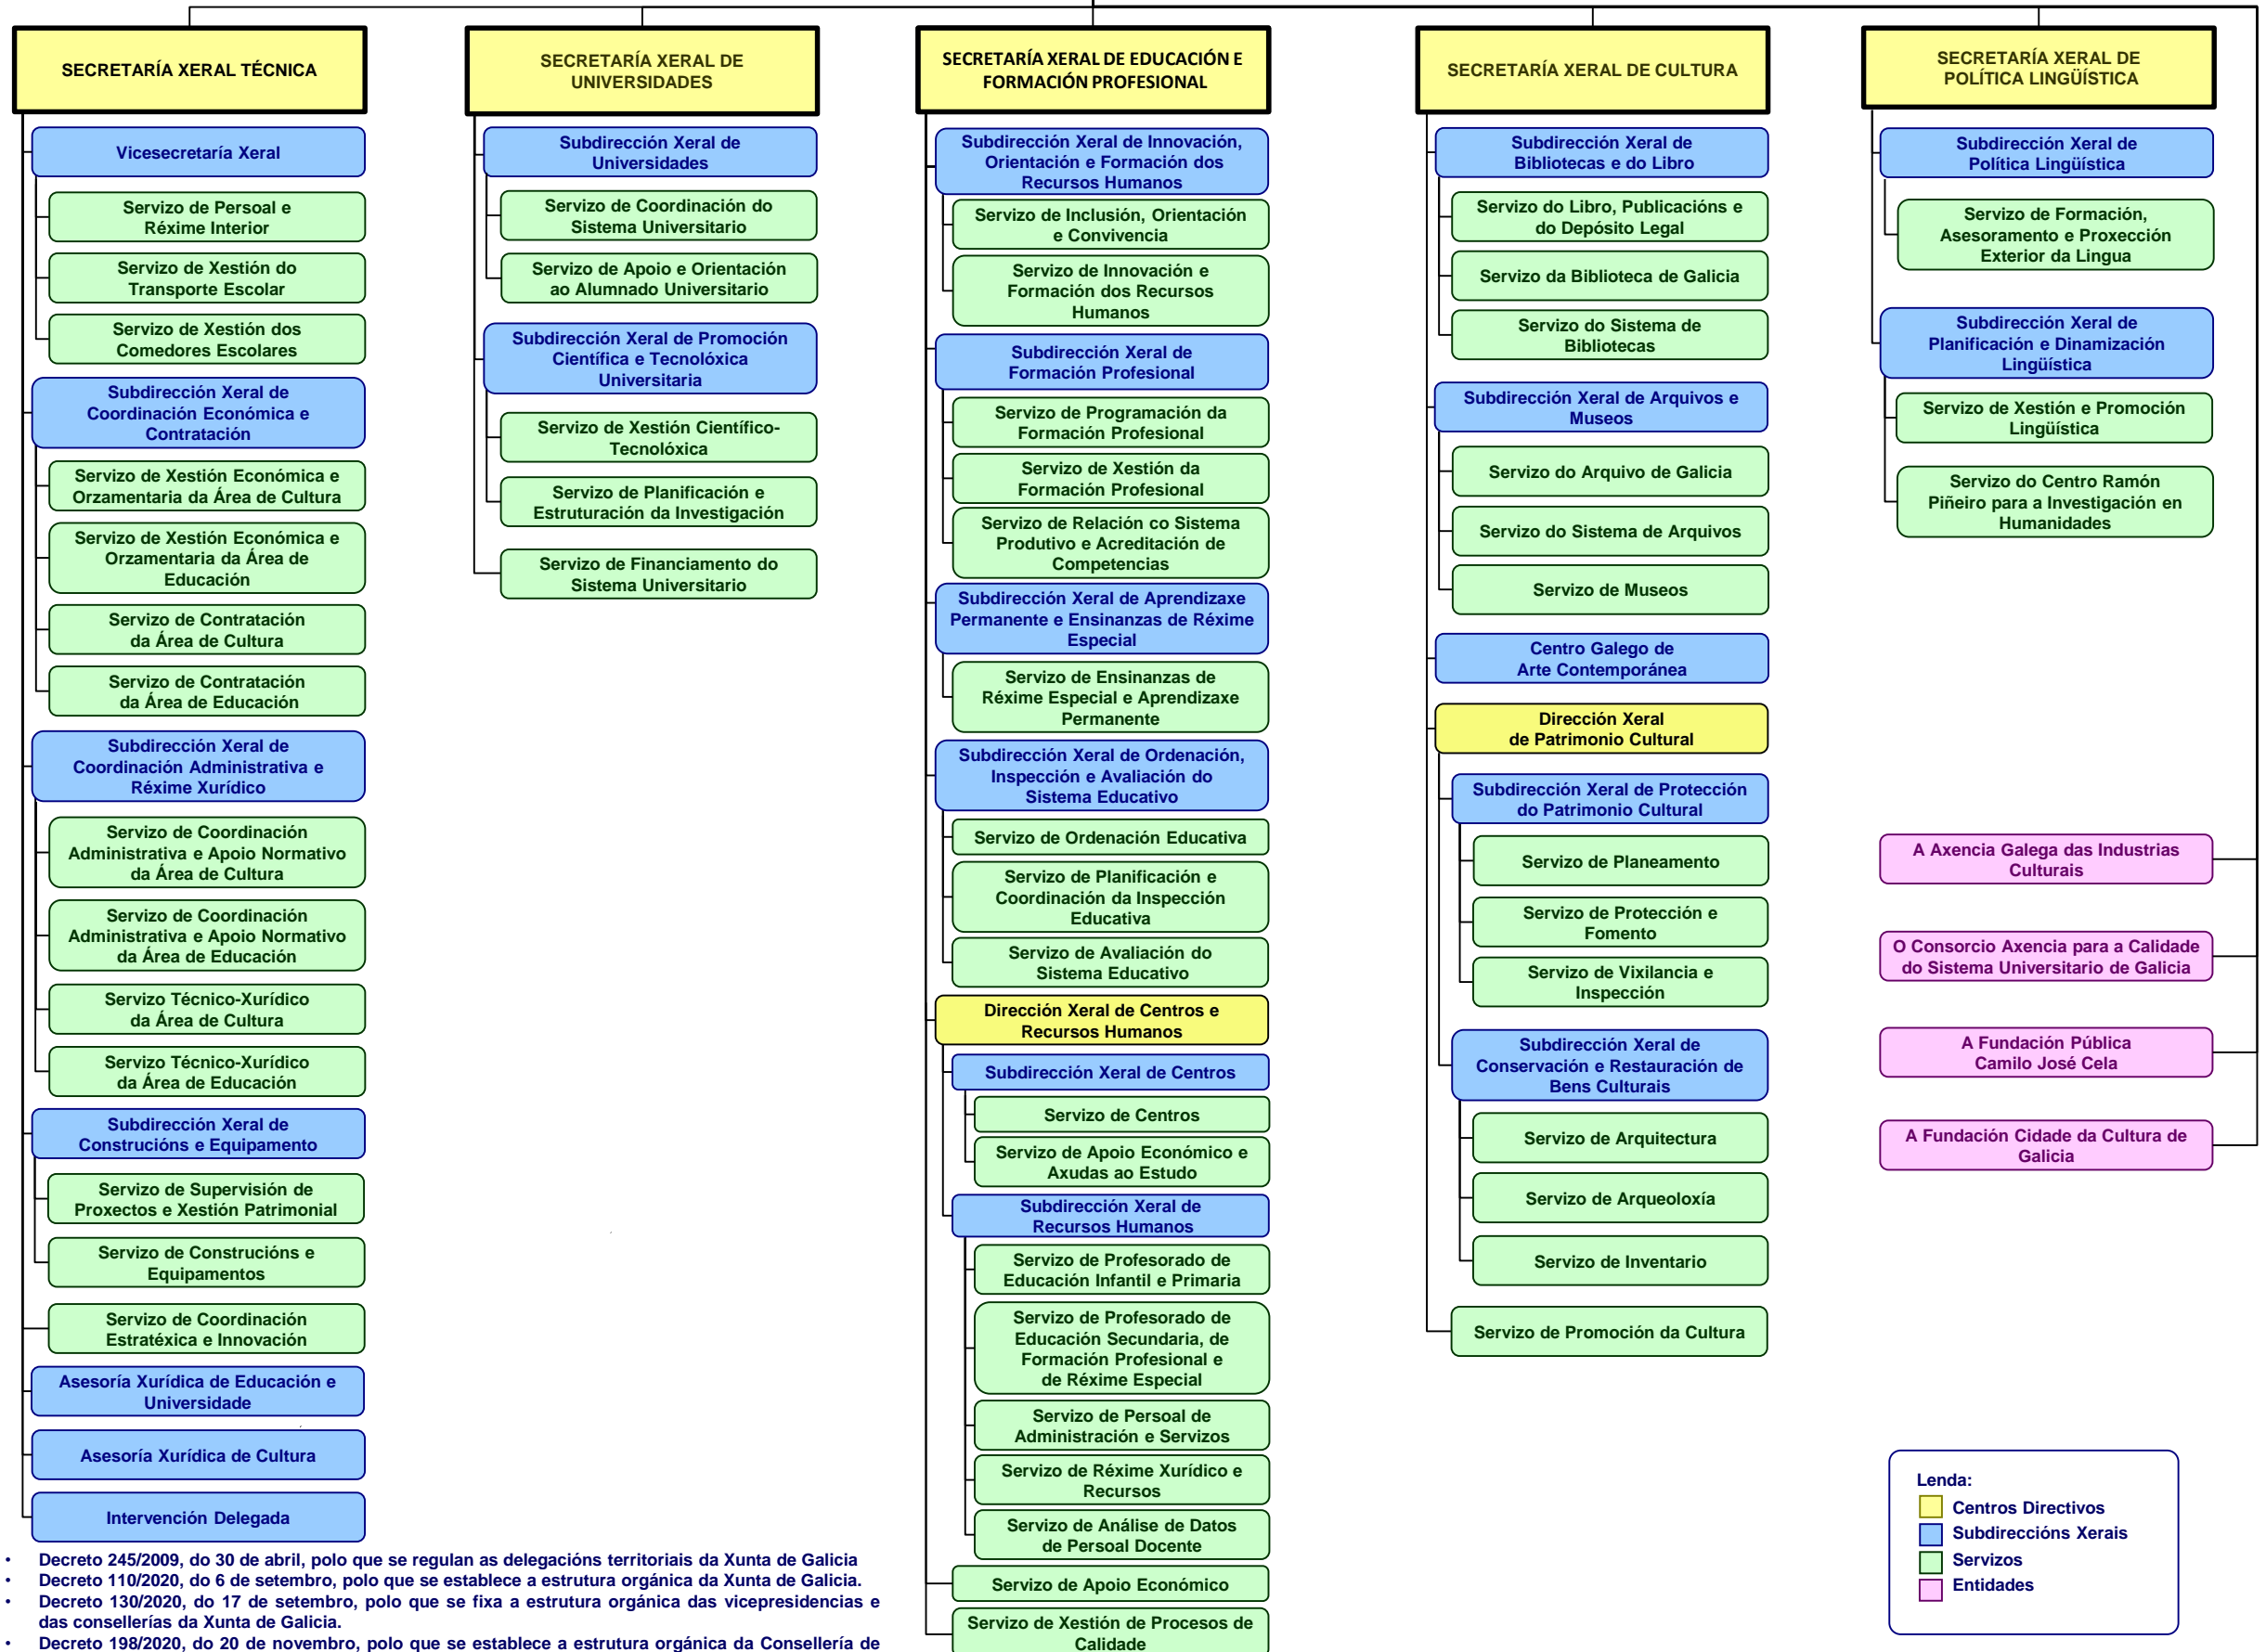 SECRETARÍA XERAL TÉCNICA
Vicesecretaría Xeral
Servizo de Persoal e
Réxime Interior
Servizo de Xestión do
Transporte Escolar
Servizo de Xestión dos
Comedores Escolares
Subdirección Xeral de
Coordinación Económica e
Contratación
Servizo de Xestión Económica e
Orzamentaria da Área de Cultura
Servizo de Xestión Económica e
Orzamentaria da Área de
Educación
Servizo de Contratación
da Área de Cultura
Servizo de Contratación
da Área de Educación
Subdirección Xeral de
Coordinación Administrativa e
Réxime Xurídico
Servizo de Coordinación
Administrativa e Apoio Normativo
da Área de Cultura
Servizo de Coordinación
Administrativa e Apoio Normativo
da Área de Educación
Servizo Técnico-Xurídico
da Área de Cultura
Servizo Técnico-Xurídico
da Área de Educación
Subdirección Xeral de
Construcións e Equipamento
Servizo de Supervisión de
Proxectos e Xestión Patrimonial
Servizo de Construcións e
Equipamentos
Servizo de Coordinación
Estratéxica e Innovación
Asesoría Xurídica de Educación e
Universidade
Asesoría Xurídica de Cultura
Intervención Delegada
SECRETARÍA XERAL DE
UNIVERSIDADES
Subdirección Xeral de
Universidades
Servizo de Coordinación do
Sistema Universitario
Servizo de Apoio e Orientación
ao Alumnado Universitario
Subdirección Xeral de Promoción
Científica e Tecnolóxica
Universitaria
Servizo de Xestión Científico-
Tecnolóxica
Servizo de Planificación e
Estruturación da Investigación
Servizo de Financiamento do
Sistema Universitario
SECRETARÍA XERAL DE EDUCACIÓN E
FORMACIÓN PROFESIONAL
Subdirección Xeral de Innovación,
Orientación e Formación dos
Recursos Humanos
Servizo de Inclusión, Orientación
e Convivencia
Servizo de Innovación e
Formación dos Recursos
Humanos
Subdirección Xeral de
Formación Profesional
Servizo de Programación da
Formación Profesional
Servizo de Xestión da
Formación Profesional
Servizo de Relación co Sistema
Produtivo e Acreditación de
Competencias
Subdirección Xeral de Aprendizaxe
Permanente e Ensinanzas de Réxime
Especial
Servizo de Ensinanzas de
Réxime Especial e Aprendizaxe
Permanente
Subdirección Xeral de Ordenación,
Inspección e Avaliación do
Sistema Educativo
Servizo de Ordenación Educativa
Servizo de Planificación e
Coordinación da Inspección
Educativa
Servizo de Avaliación do
Sistema Educativo
Dirección Xeral de Centros e
Recursos Humanos
Subdirección Xeral de Centros
Servizo de Centros
Servizo de Apoio Económico e
Axudas ao Estudo
Subdirección Xeral de
Recursos Humanos
Servizo de Profesorado de
Educación Infantil e Primaria
Servizo de Profesorado de
Educación Secundaria, de
Formación Profesional e
de Réxime Especial
Servizo de Persoal de
Administración e Servizos
Servizo de Réxime Xurídico e
Recursos
Servizo de Análise de Datos
de Persoal Docente
Servizo de Apoio Económico
Servizo de Xestión de Procesos de
Calidade
SECRETARÍA XERAL DE CULTURA
Subdirección Xeral de
Bibliotecas e do Libro
Servizo do Libro, Publicacións e
do Depósito Legal
Servizo da Biblioteca de Galicia
Servizo do Sistema de
Bibliotecas
Subdirección Xeral de Arquivos e
Museos
Servizo do Arquivo de Galicia
Servizo do Sistema de Arquivos
Servizo de Museos
Centro Galego de
Arte Contemporánea
Dirección Xeral
de Patrimonio Cultural
Subdirección Xeral de Protección
do Patrimonio Cultural
Servizo de Planeamento
Servizo de Protección e
Fomento
Servizo de Vixilancia e
Inspección
Subdirección Xeral de
Conservación e Restauración de
Bens Culturais
Servizo de Arquitectura
Servizo de Arqueoloxía
Servizo de Inventario
Servizo de Promoción da Cultura
SECRETARÍA XERAL DE
POLÍTICA LINGÜÍSTICA
Subdirección Xeral de
Política Lingüística
Servizo de Formación,
Asesoramento e Proxección
Exterior da Lingua
Subdirección Xeral de
Planificación e Dinamización
Lingüística
Servizo de Xestión e Promoción
Lingüística
Servizo do Centro Ramón
Piñeiro para a Investigación en
Humanidades
A Axencia Galega das Industrias
Culturais
O Consorcio Axencia para a Calidade
do Sistema Universitario de Galicia
A Fundación Pública
Camilo José Cela
A Fundación Cidade da Cultura de
Galicia
Lenda:
Centros Directivos
Subdireccións Xerais
Servizos
Entidades
• Decreto 245/2009, do 30 de abril, polo que se regulan as delegacións territoriais da Xunta de Galicia
• Decreto 110/2020, do 6 de setembro, polo que se establece a estrutura orgánica da Xunta de Galicia.
• Decreto 130/2020, do 17 de setembro, polo que se fixa a estrutura orgánica das vicepresidencias e
das consellerías da Xunta de Galicia.
• Decreto 198/2020, do 20 de novembro, polo que se establece a estrutura orgánica da Consellería de